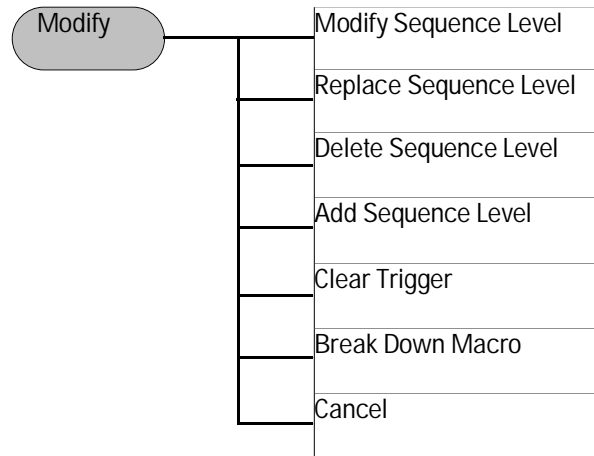 Modify
Modify Sequence Level
Replace Sequence Level
Delete Sequence Level
Add Sequence Level
Clear Trigger
Break Down Macro
Cancel